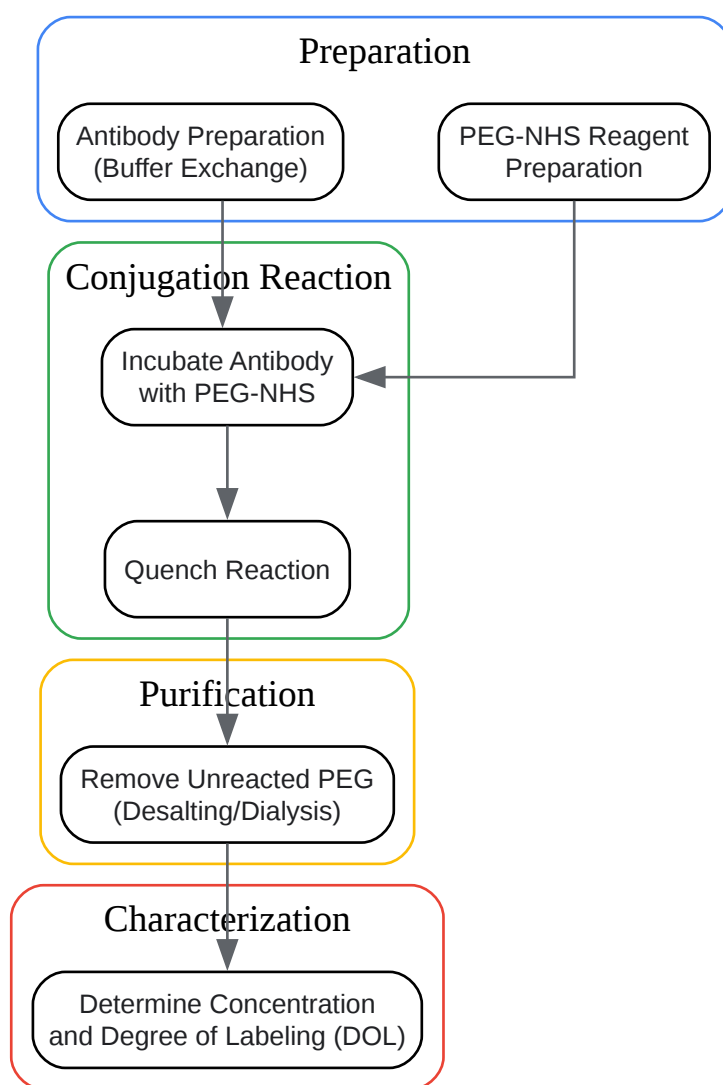 Preparation
Antibody Preparation
(Buffer Exchange)
PEG-NHS Reagent
Preparation
Conjugation Reaction
Incubate Antibody
with PEG-NHS
Quench Reaction
Purification
Remove Unreacted PEG
(Desalting/Dialysis)
Characterization
Determine Concentration
and Degree of Labeling (DOL)